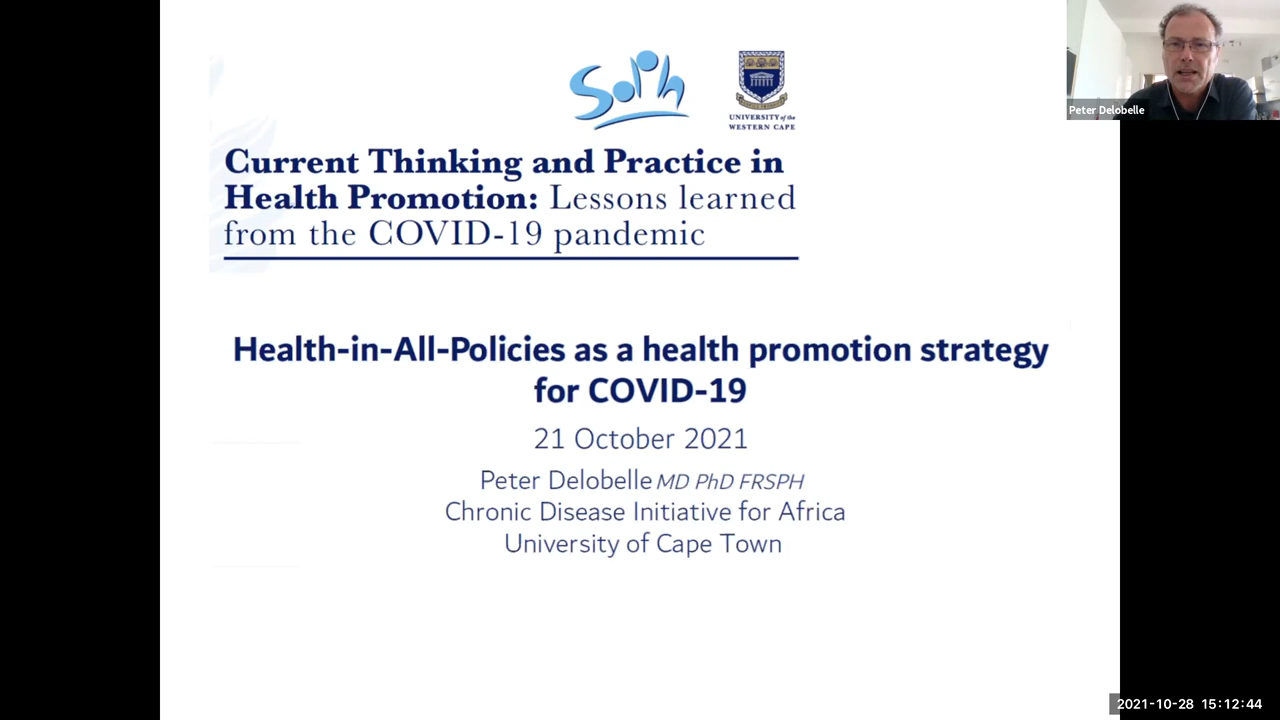 SoPh
UNIVERSITY of the
WESTERN CAPE
Peter Delobelle
Current Thinking and Practice in
Health Promotion: Lessons learned
from the COVID-19 pandemic
Health-in-All-Policies as a health promotion strategy
for COVID-19
21 October 2021
Peter Delobelle MD PhD FRSPH
Chronic Disease Initiative for Africa
University of Cape Town
2021-10-28 15:12:44